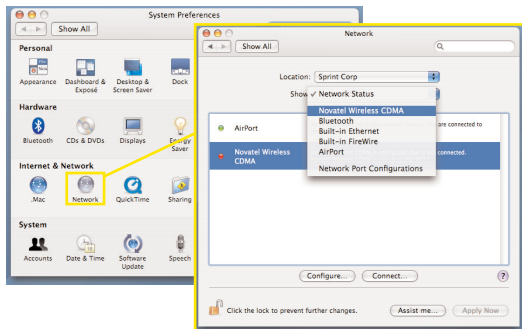 System Preferences
Show All
Personal
Appearance
Dashboard & Exposé
Desktop & Screen Saver
Dock
Hardware
Bluetooth
CDs & DVDs
Displays
Energy Saver
Internet & Network
.Mac
Network
QuickTime
Sharing
System
Accounts
Date & Time
Software Update
Speech
Network
Show All
Location: Sprint Corp
Show ✓ Network Status
Novatel Wireless CDMA
Bluetooth
Built-in Ethernet
Built-in FireWire
AirPort
Network Port Configurations
AirPort
are connected to
Novatel Wireless CDMA
connected.
Configure...
Connect...
?
Click the lock to prevent further changes.
Assist me...
Apply Now